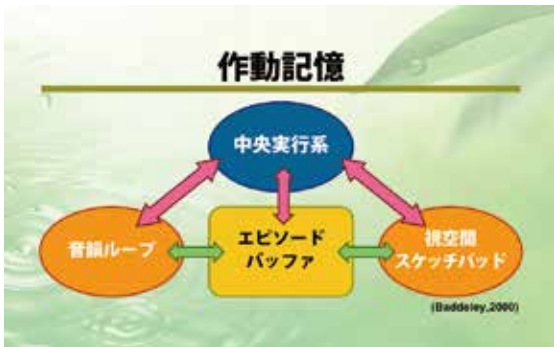 作動記憶
中央実行系
音韻ループ
エピソード
バッファ
視空間
スケッチパッド
(Baddeley,2000)